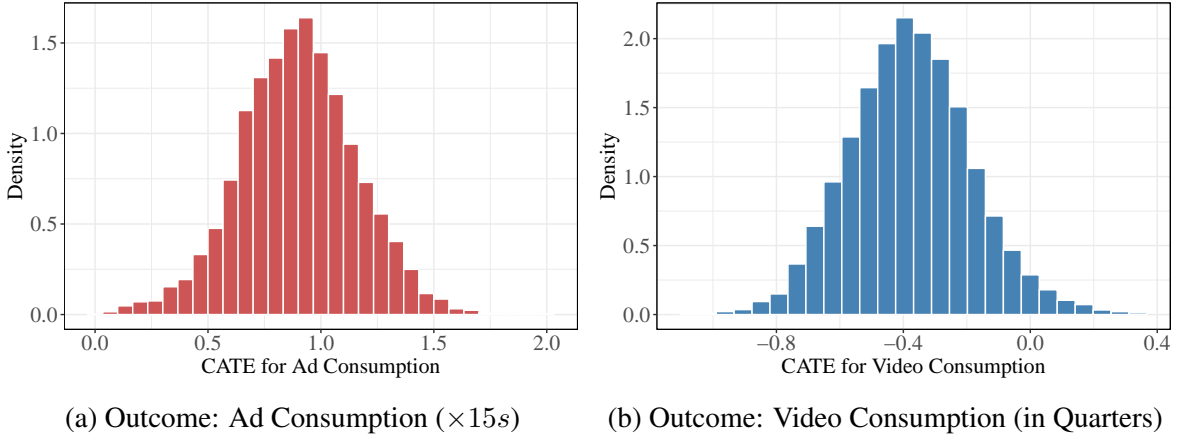 1.5
1.0
0.5
0.0
Density
0.0 0.5 1.0 1.5 2.0
CATE for Ad Consumption
(a) Outcome: Ad Consumption (×15s)
2.0
1.5
1.0
0.5
0.0
Density
−0.8 −0.4 0.0 0.4
CATE for Video Consumption
(b) Outcome: Video Consumption (in Quarters)